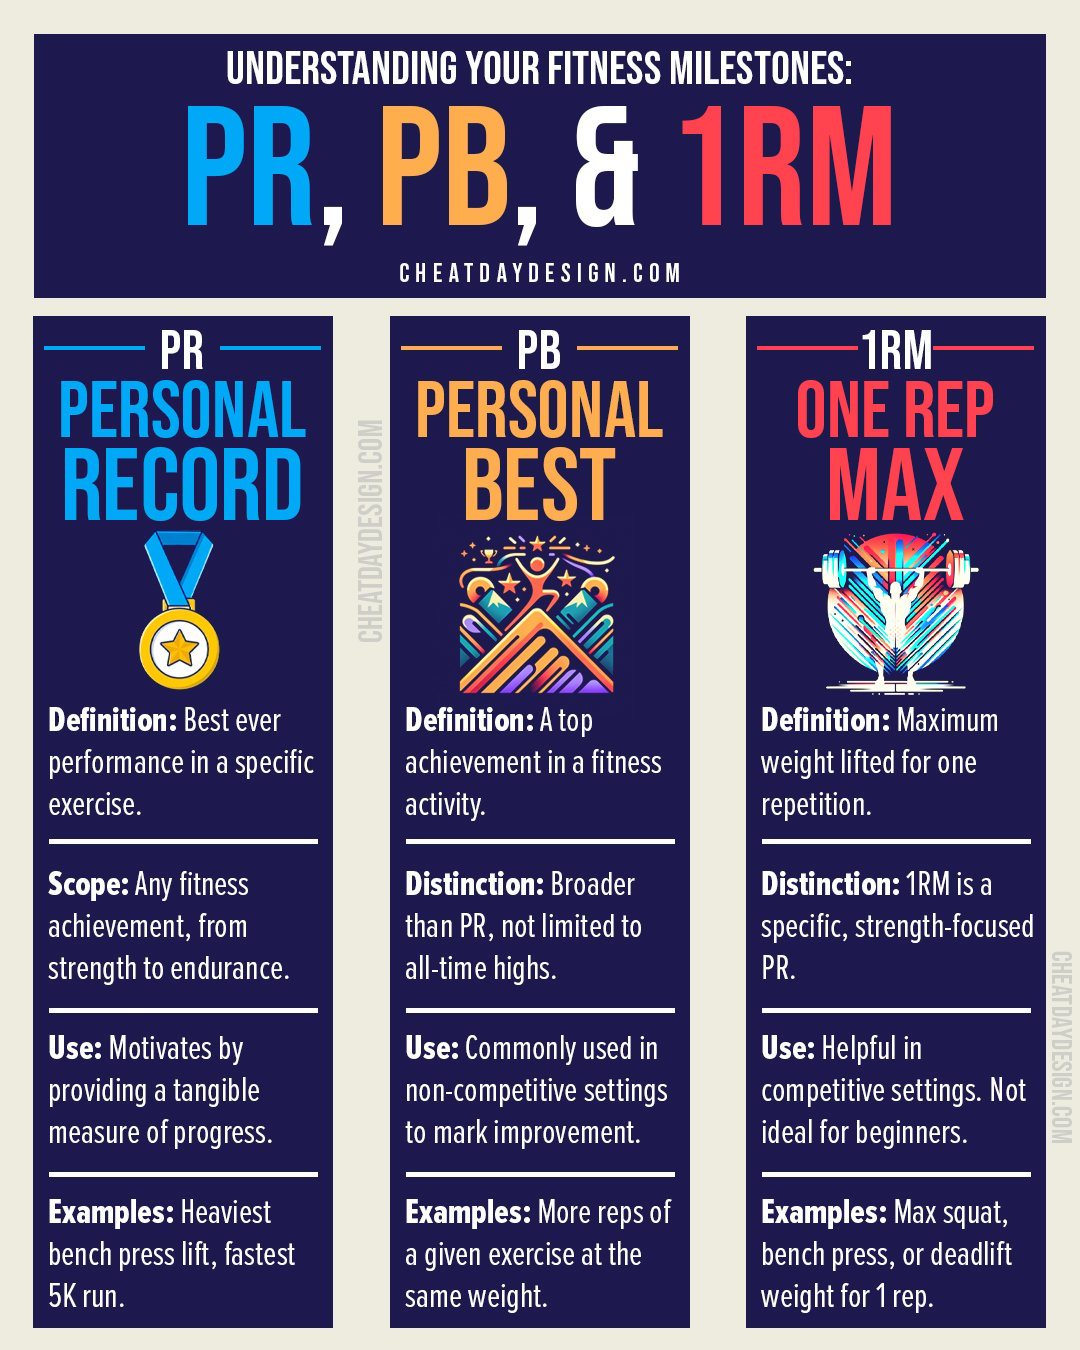 UNDERSTANDING YOUR FITNESS MILESTONES:
PR, PB, & 1RM
CHEATDAYDESIGN.COM
PR
PERSONAL
RECORD
Definition: Best ever
performance in a specific
exercise.
Scope: Any fitness
achievement, from
strength to endurance.
Use: Motivates by
providing a tangible
measure of progress.
Examples: Heaviest
bench press lift, fastest
5K run.
CHEATDAYDESIGN.COM
PB
PERSONAL
BEST
Definition: A top
achievement in a fitness
activity.
Distinction: Broader
than PR, not limited to
all-time highs.
Use: Commonly used in
non-competitive settings
to mark improvement.
Examples: More reps of
a given exercise at the
same weight.
1RM
ONE REP
MAX
Definition: Maximum
weight lifted for one
repetition.
Distinction: 1RM is a
specific, strength-focused
PR.
Use: Helpful in
competitive settings. Not
ideal for beginners.
Examples: Max squat,
bench press, or deadlift
weight for 1 rep.
CHEATDAYDESIGN.COM